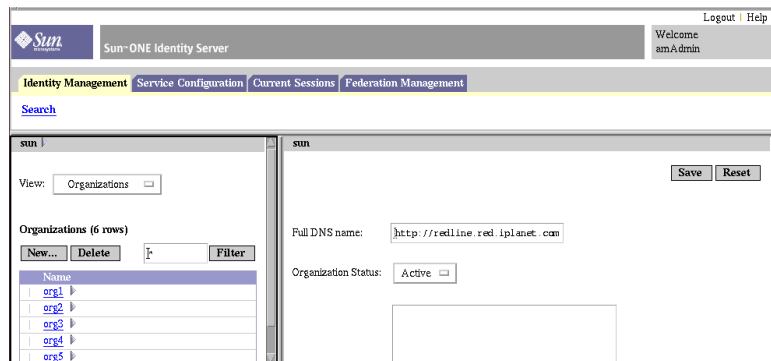 Logout | Help
Sun
microsystems
Sun™ ONE Identity Server
Welcome
amAdmin
Identity Management Service Configuration Current Sessions Federation Management
Search
sun
sun
Save Reset
View: Organizations
Organizations (6 rows)
Full DNS name: http://redline.red.iplanet.com
New... Delete * Filter
Organization Status: Active
Name
org1
org2
org3
org4
org5